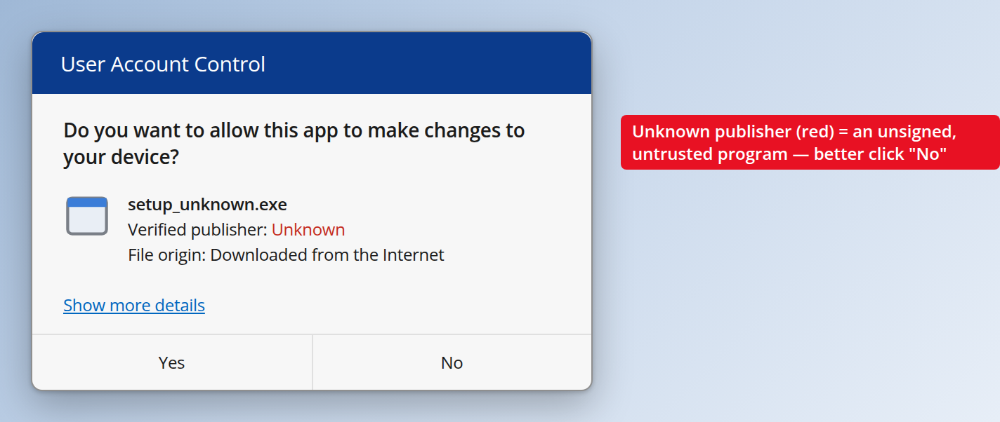 User Account Control
Do you want to allow this app to make changes to
your device?
setup_unknown.exe
Verified publisher: Unknown
File origin: Downloaded from the Internet
Show more details
Yes
No
Unknown publisher (red) = an unsigned,
untrusted program — better click "No"